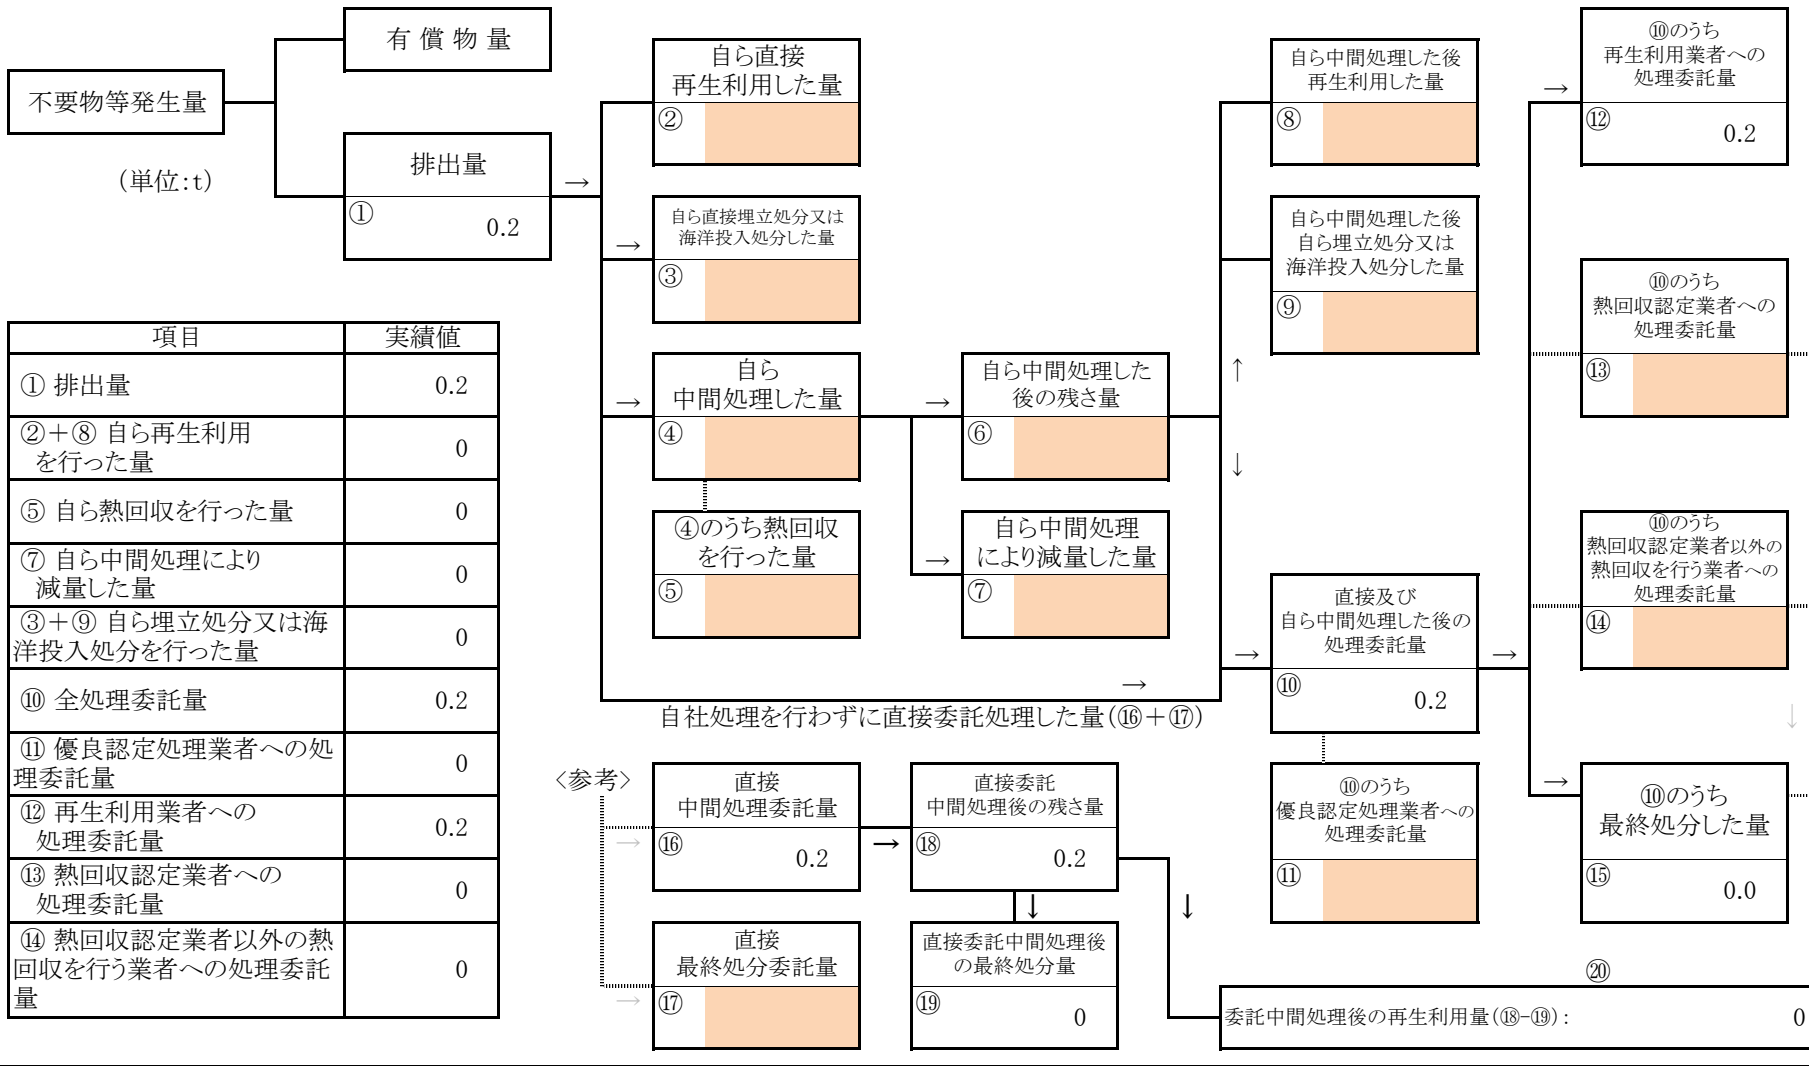 有償物量
不要物等発生量
(単位:t)
排出量
→
①
0.2
自ら直接
再生利用した量
②
→
自ら直接埋立処分又は
海洋投入処分した量
③
→
自ら
中間処理した量
④
④のうち熱回収
を行った量
⑤
→
自ら中間処理した
後の残さ量
⑥
→
自ら中間処理
により減量した量
⑦
自ら中間処理した後
再生利用した量
⑧
自ら中間処理した後
自ら埋立処分又は
海洋投入処分した量
⑨
↑
↓
→
直接及び
自ら中間処理した後の
処理委託量
⑩
0.2
→
自社処理を行わずに直接委託処理した量(⑯+⑰)
→
⑩のうち
優良認定処理業者への
処理委託量
⑪
→
⑩のうち
再生利用業者への
処理委託量
⑫
0.2
⑩のうち
熱回収認定業者への
処理委託量
⑬
⑩のうち
熱回収認定業者以外の
熱回収を行う業者への
処理委託量
⑭
↓
→
⑩のうち
最終処分した量
⑮
0.0
項目 実績値
① 排出量 0.2
②+⑧ 自ら再生利用
を行った量 0
⑤ 自ら熱回収を行った量 0
⑦ 自ら中間処理により
減量した量 0
③+⑨ 自ら埋立処分又は海
洋投入処分を行った量 0
⑩ 全処理委託量 0.2
⑪ 優良認定処理業者への処
理委託量 0
⑫ 再生利用業者への
処理委託量 0.2
⑬ 熱回収認定業者への
処理委託量 0
⑭ 熱回収認定業者以外の熱
回収を行う業者への処理委託
量 0
<参考>
→
直接
中間処理委託量
⑯
0.2
→
直接委託
中間処理後の残さ量
⑱
0.2
↓
↓
→
直接
最終処分委託量
⑰
直接委託中間処理後
の最終処分量
⑲
0
⑳
委託中間処理後の再生利用量(⑱-⑲): 0